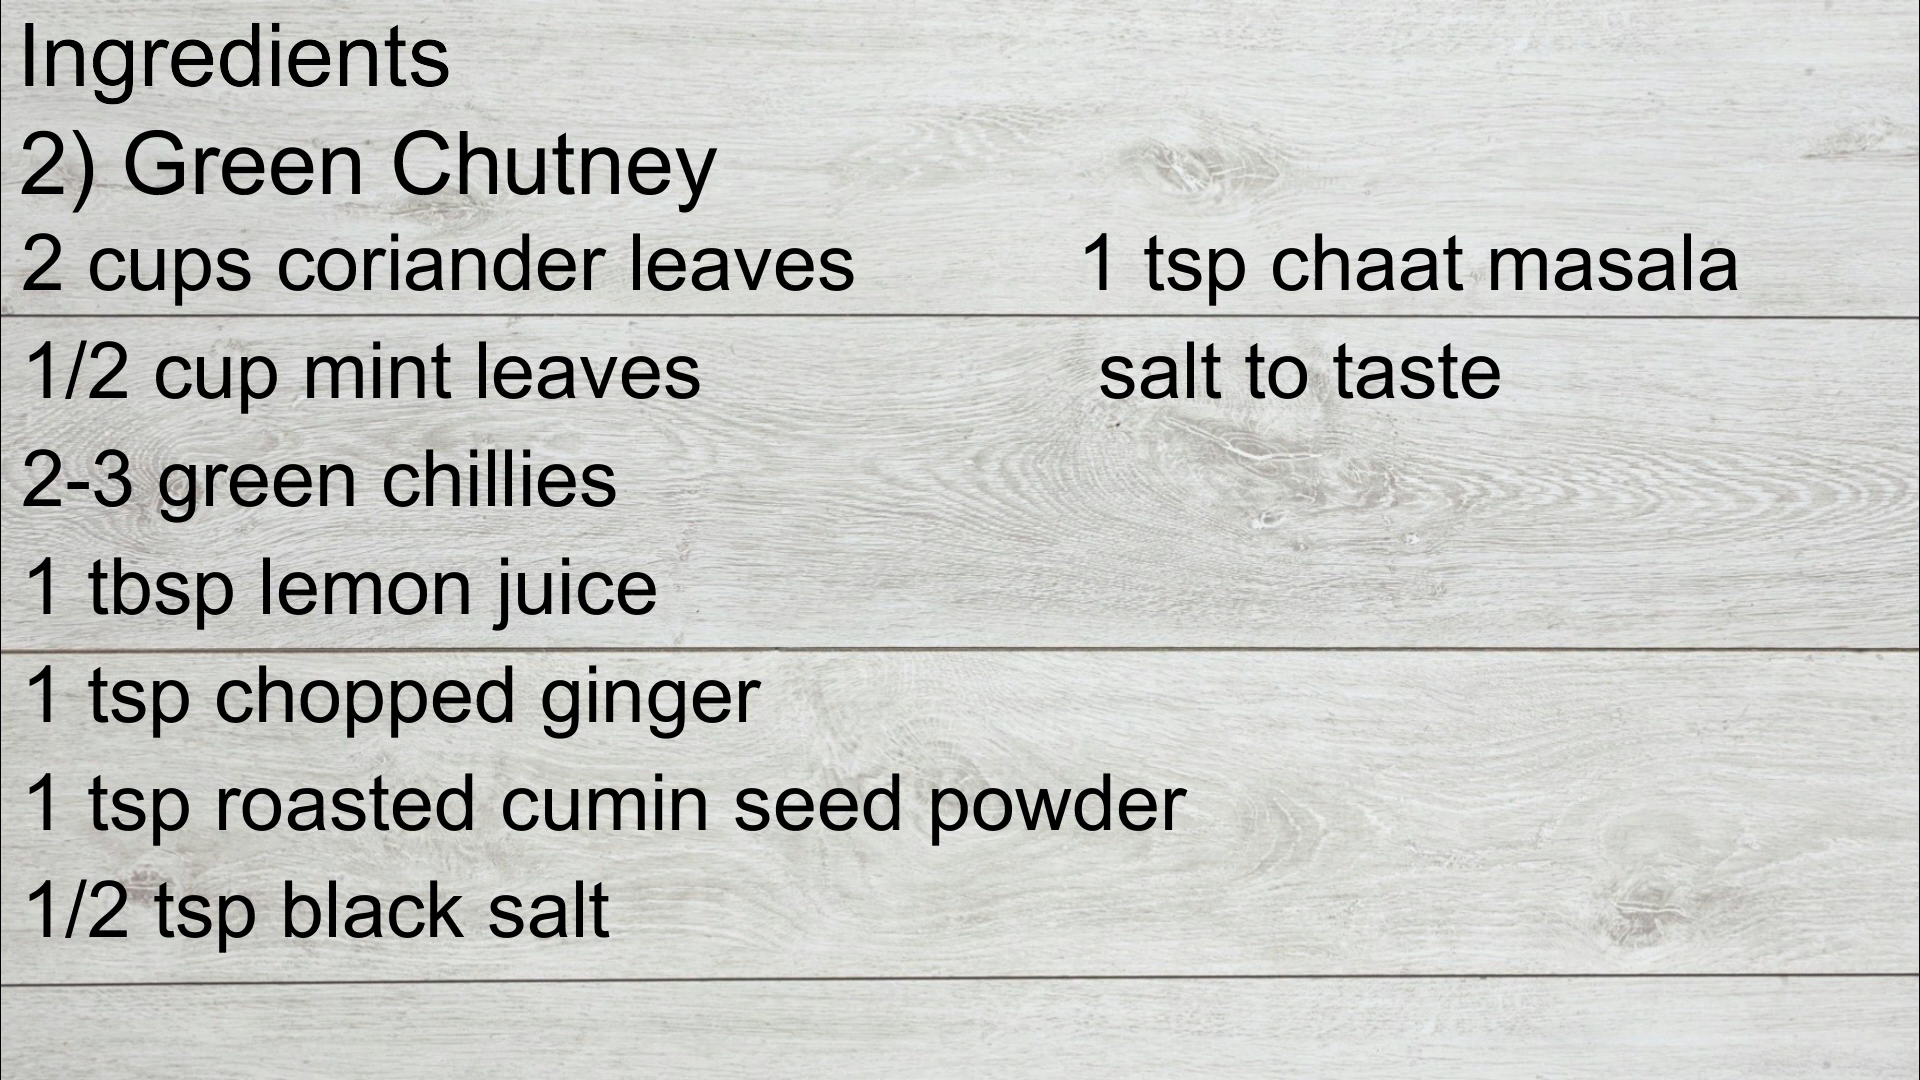 Ingredients
2) Green Chutney
2 cups coriander leaves
1/2 cup mint leaves
2-3 green chillies
1 tbsp lemon juice
1 tsp chopped ginger
1 tsp roasted cumin seed powder
1/2 tsp black salt
1 tsp chaat masala
salt to taste